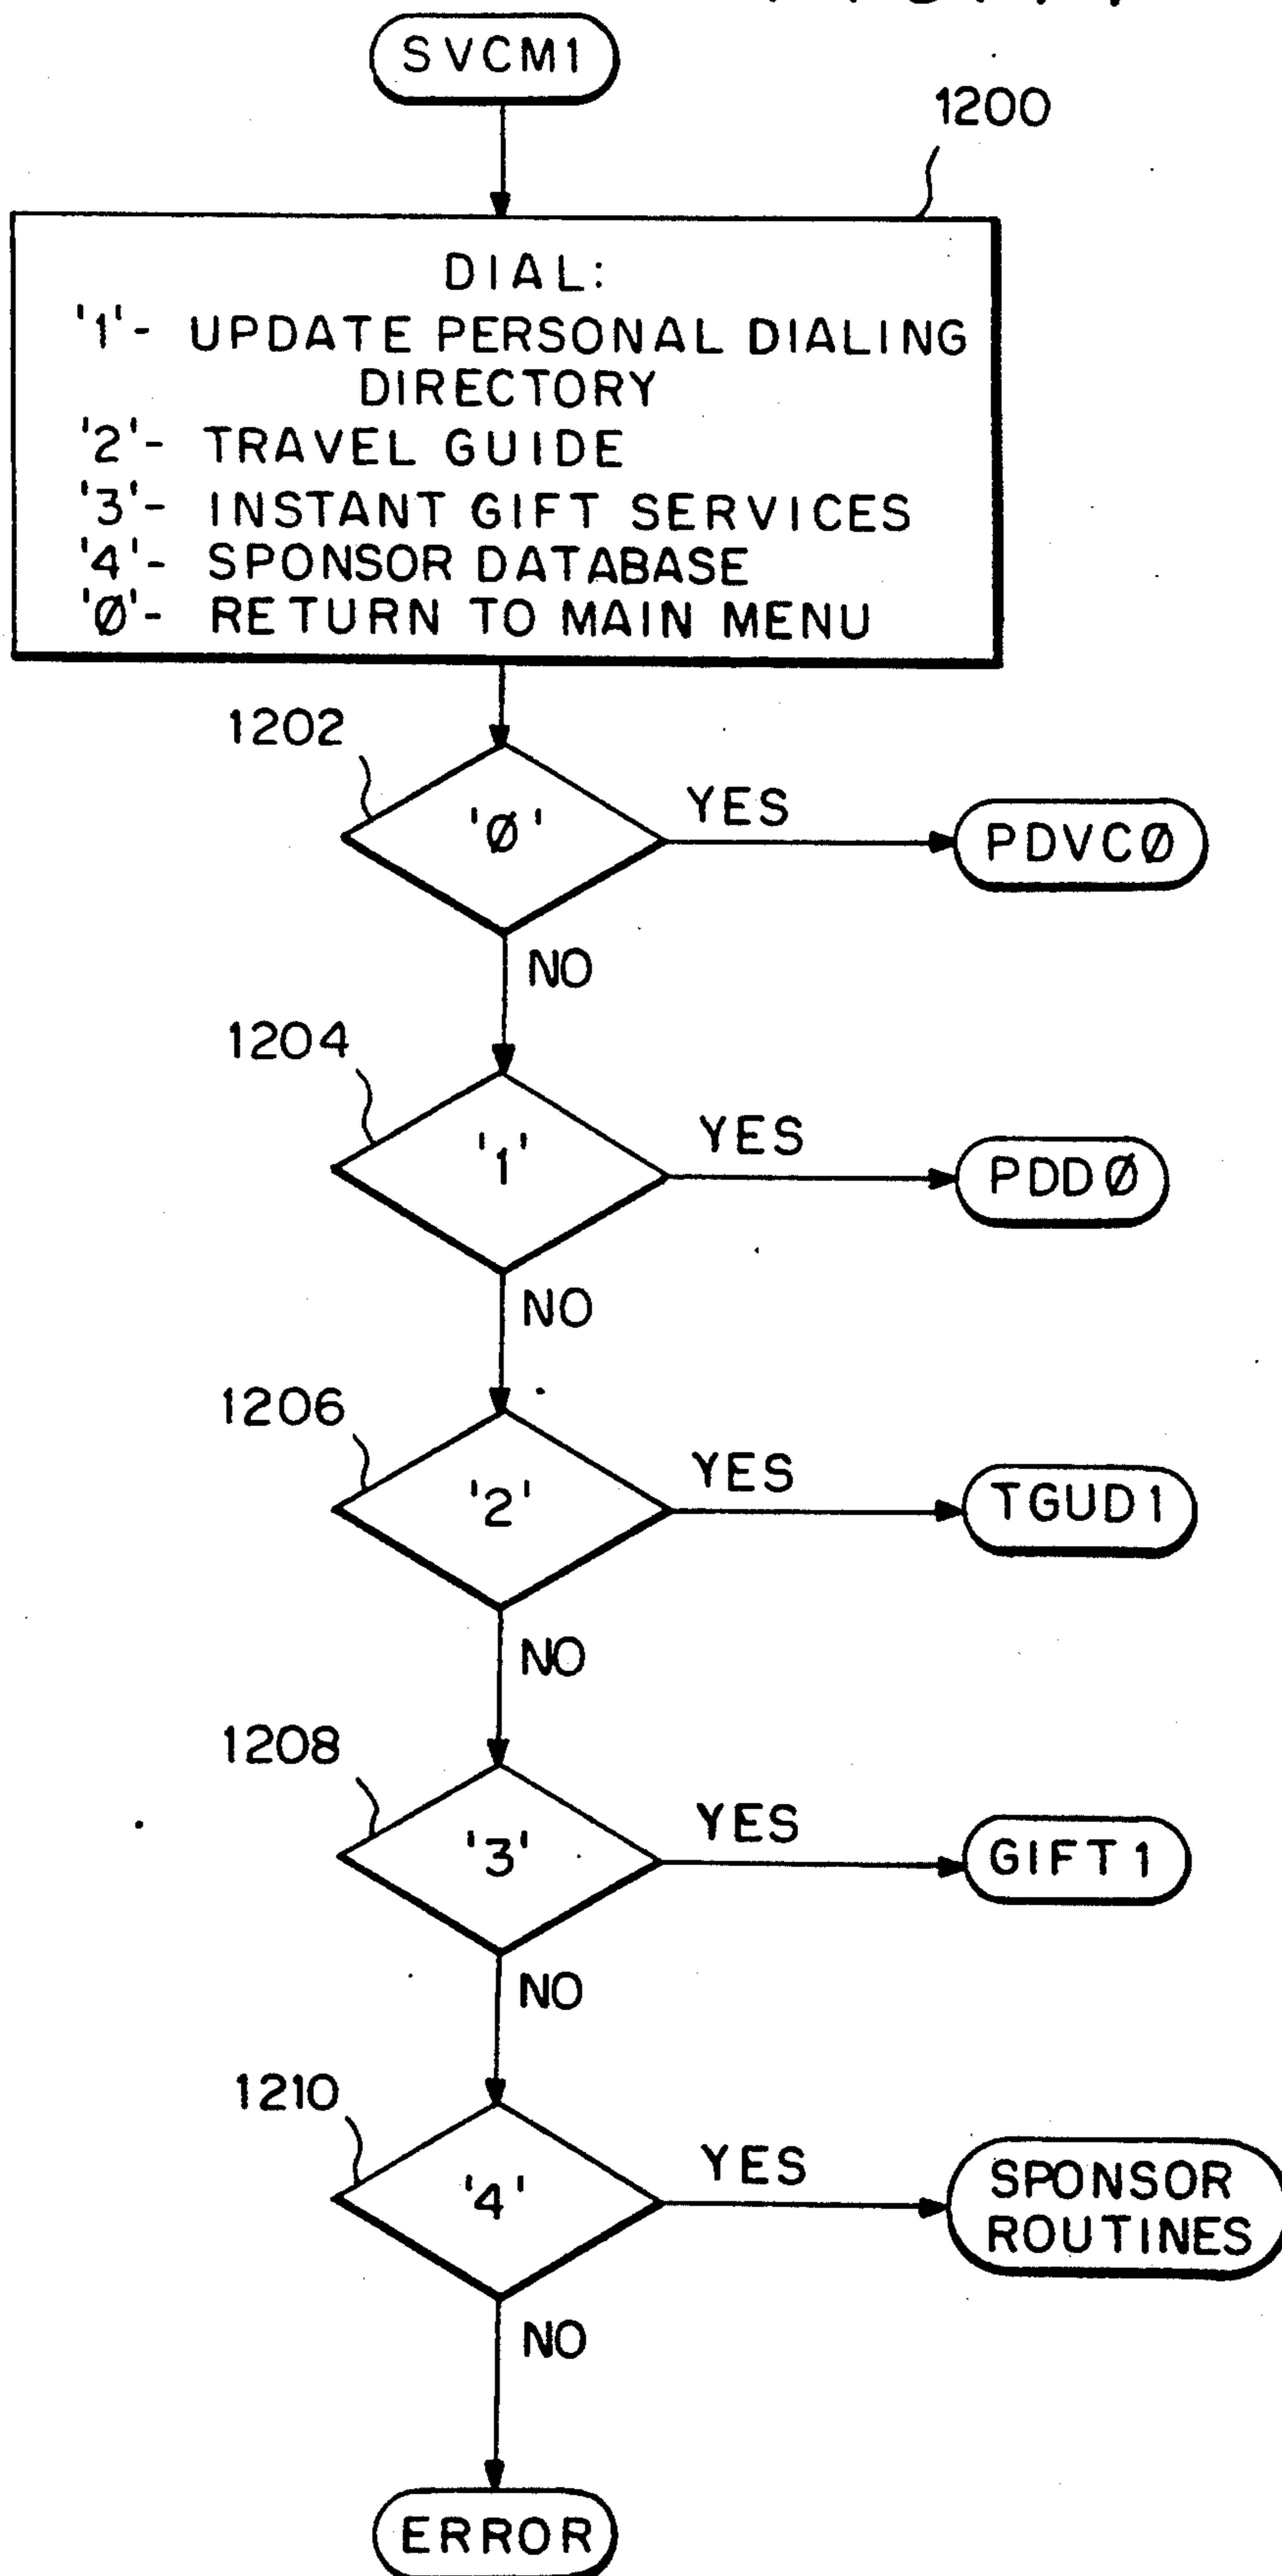 SVCM1
1200
DIAL:
'1'- UPDATE PERSONAL DIALING
DIRECTORY
'2'- TRAVEL GUIDE
'3'- INSTANT GIFT SERVICES
'4'- SPONSOR DATABASE
'Ø'- RETURN TO MAIN MENU
1202
'Ø'
YES
PDVCØ
NO
1204
'1'
YES
PDDØ
NO
1206
'2'
YES
TGUD1
NO
1208
'3'
YES
GIFT1
NO
1210
'4'
YES
SPONSOR
ROUTINES
NO
ERROR